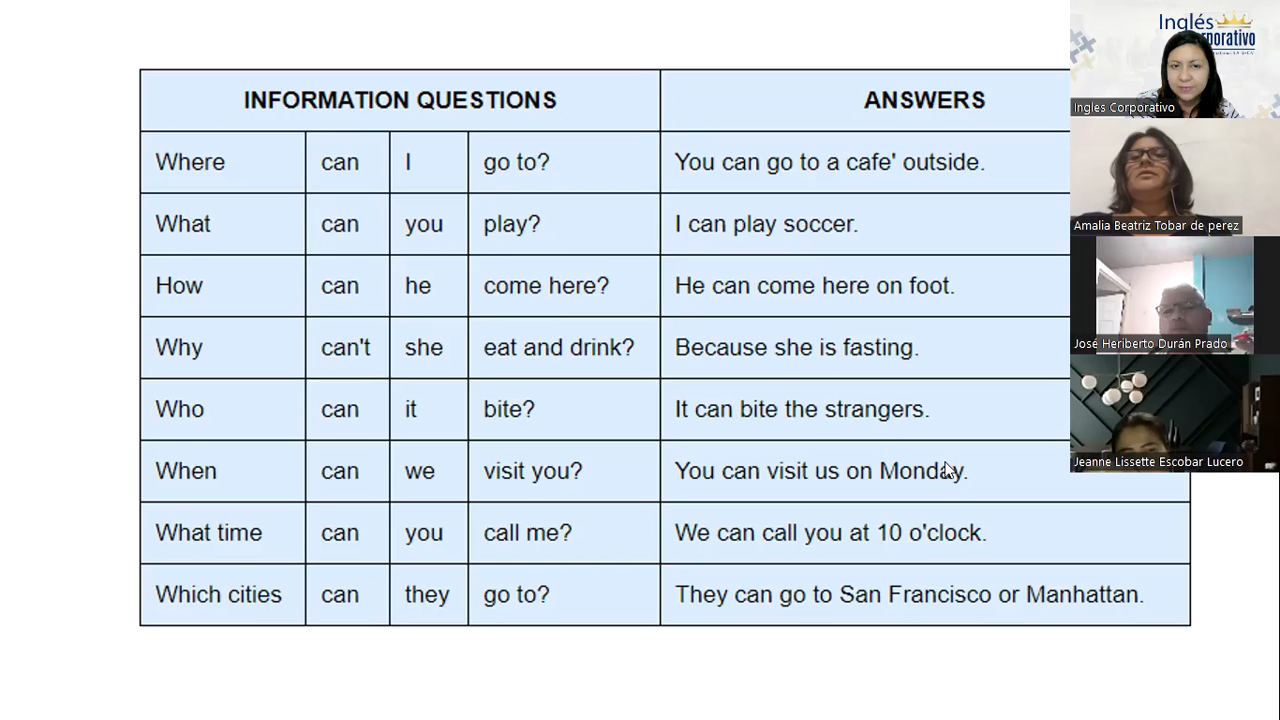 INFORMATION QUESTIONS ANSWERS
Where can I go to? You can go to a cafe' outside.
What can you play? I can play soccer.
How can he come here? He can come here on foot.
Why can't she eat and drink? Because she is fasting.
Who can it bite? It can bite the strangers.
When can we visit you? You can visit us on Monday.
What time can you call me? We can call you at 10 o'clock.
Which cities can they go to? They can go to San Francisco or Manhattan.
Inglés
Ingles Corporativo
Amalia Beatriz Tobar de perez
José Heriberto Durán Prado
Jeanne Lissette Escobar Lucero